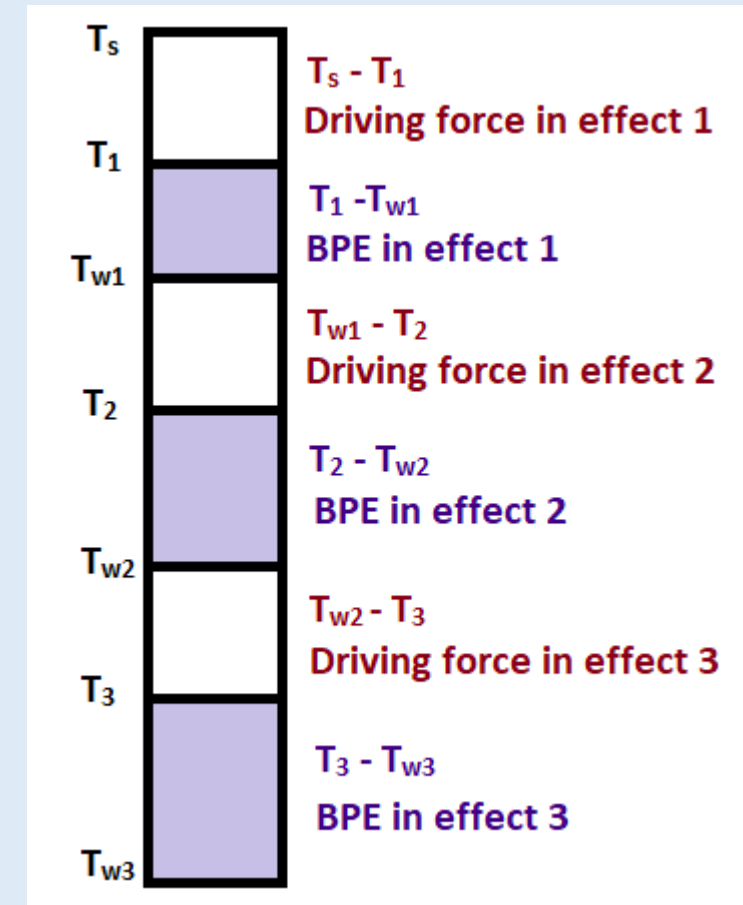 Ts
Ts - T1
Driving force in effect 1
T1
T1 -Tw1
BPE in effect 1
Tw1
Tw1 - T2
Driving force in effect 2
T2
T2 - Tw2
BPE in effect 2
Tw2
Tw2 - T3
Driving force in effect 3
T3
T3 - Tw3
BPE in effect 3
Tw3